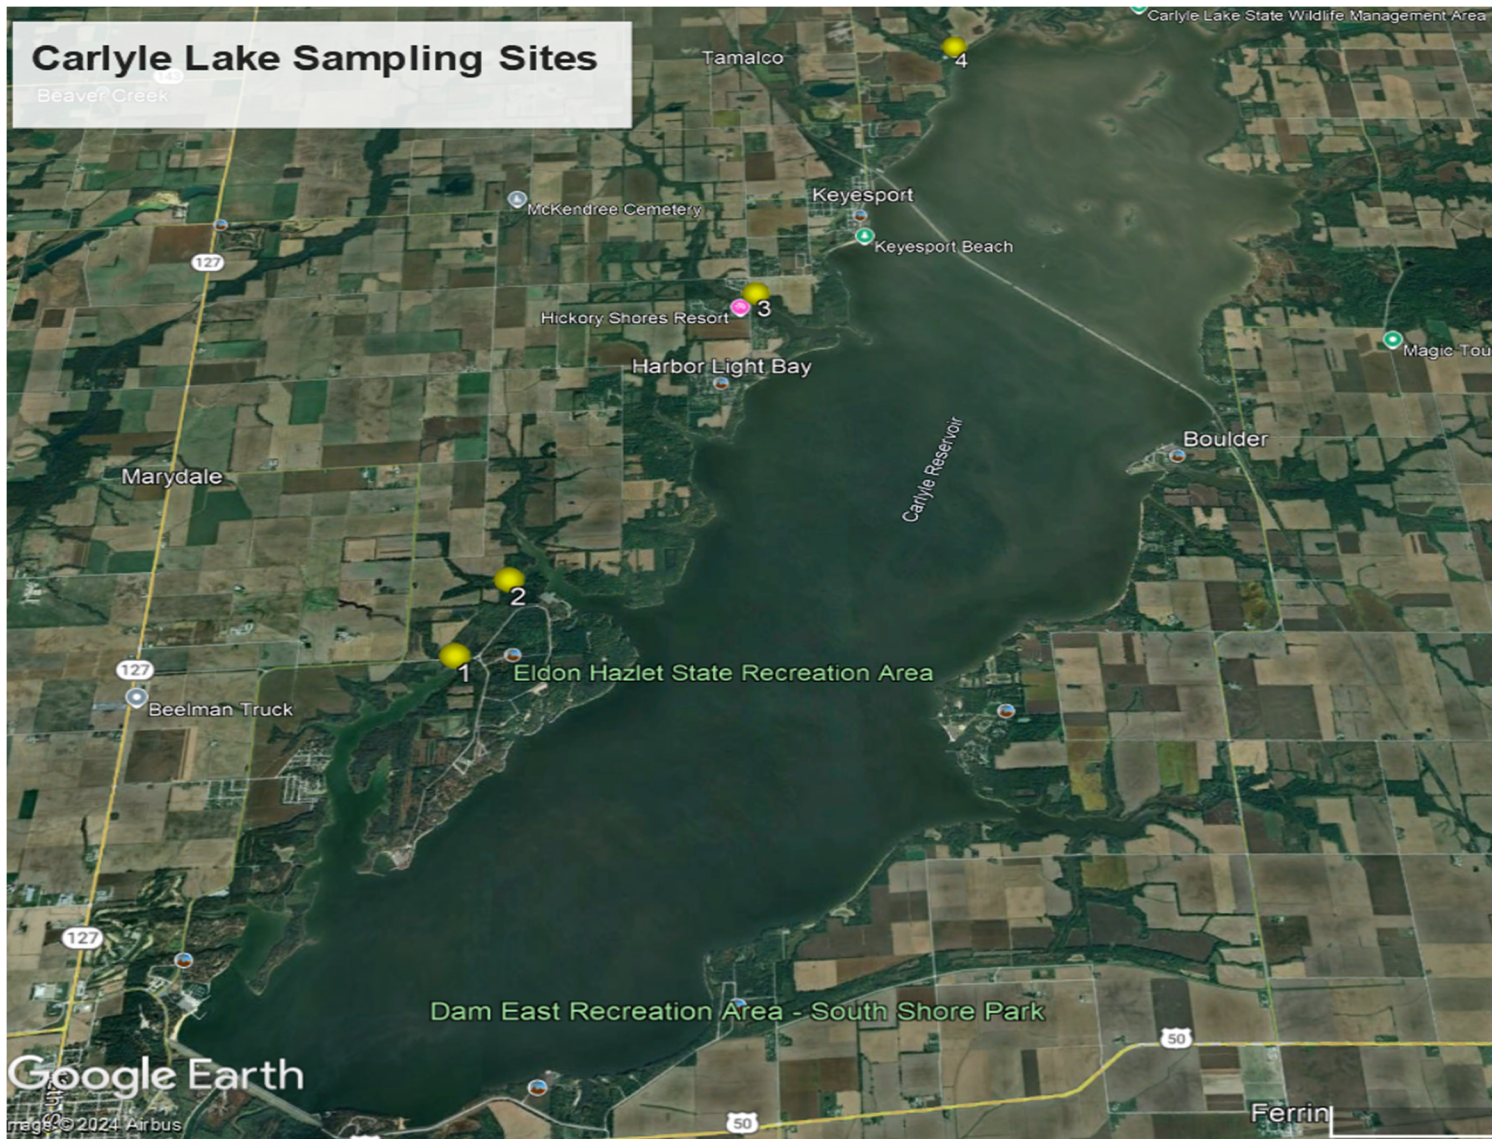 Carlyle Lake State Wildlife Management Area
Carlyle Lake Sampling Sites
Tamalco
4
143
Beaver Creek
Keyesport
McKendree Cemetery
Keyesport Beach
127
3
Hickory Shores Resort
Magic Tou
Harbor Light Bay
Carlyle Reservoir
Boulder
Marydale
2
127
1
Eldon Hazlet State Recreation Area
Beelman Truck
127
Dam East Recreation Area - South Shore Park
50
Google Earth
Ferrin
50
mage © 2024 Airbus